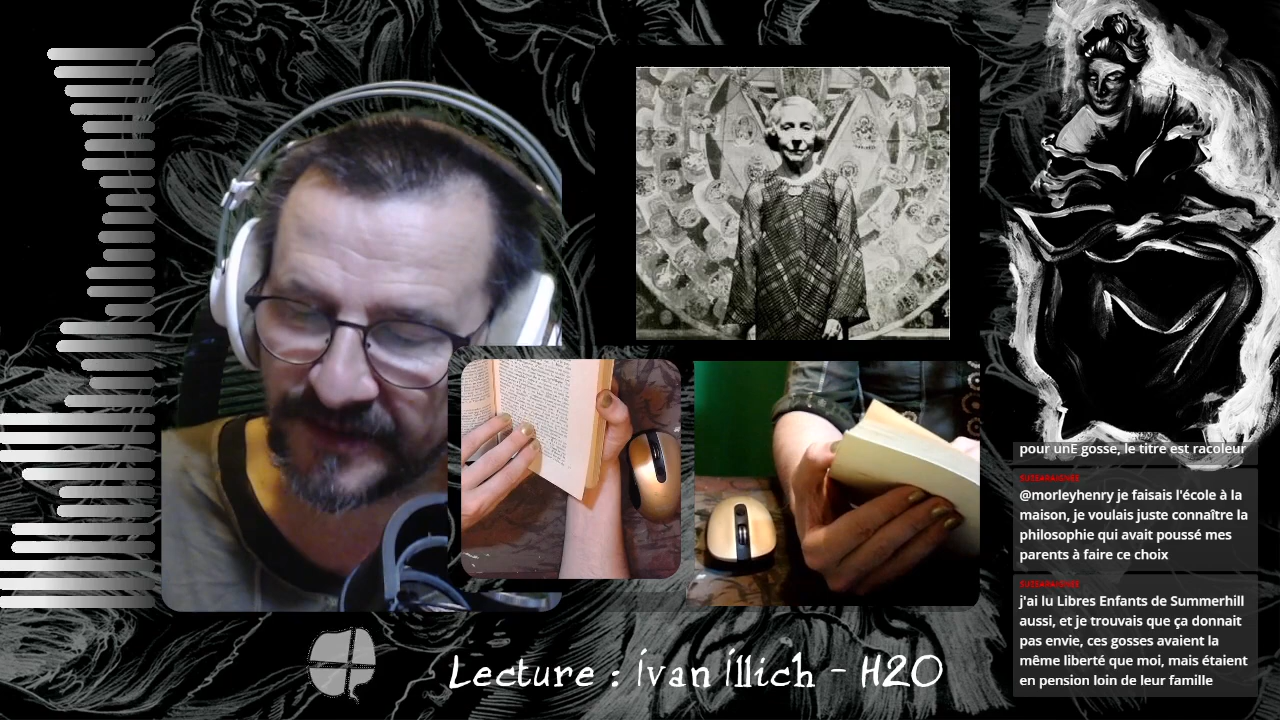 pour unE gosse, le titre est racoleur
@morleyhenry je faisais l'école à la
maison, je voulais juste connaître la
philosophie qui avait poussé mes
parents à faire ce choix
j'ai lu Libres Enfants de Summerhill
aussi, et je trouvais que ça donnait
pas envie, ces gosses avaient la
même liberté que moi, mais étaient
en pension loin de leur famille
Lecture : Ivan Illich - H2O